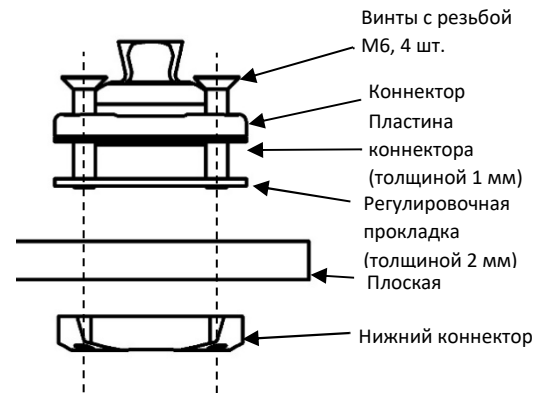 Винты с резьбой
М6, 4 шт.
Коннектор
Пластина
коннектора
(толщиной 1 мм)
Регулировочная
прокладка
(толщиной 2 мм)
Плоская
Нижний коннектор